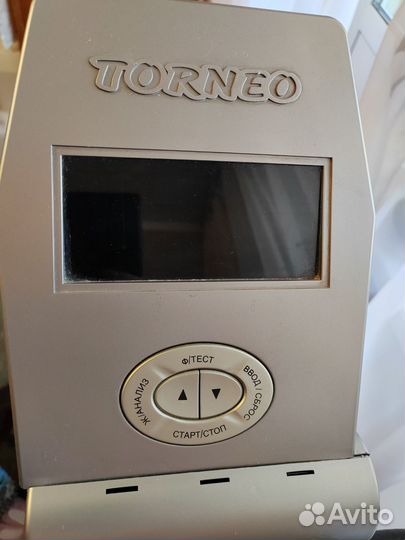 TORNEO
Ф/ТЕСТ
Ж/АНАЛИЗ
ВВОД / СБРОС
СТАРТ/СТОП
Avito